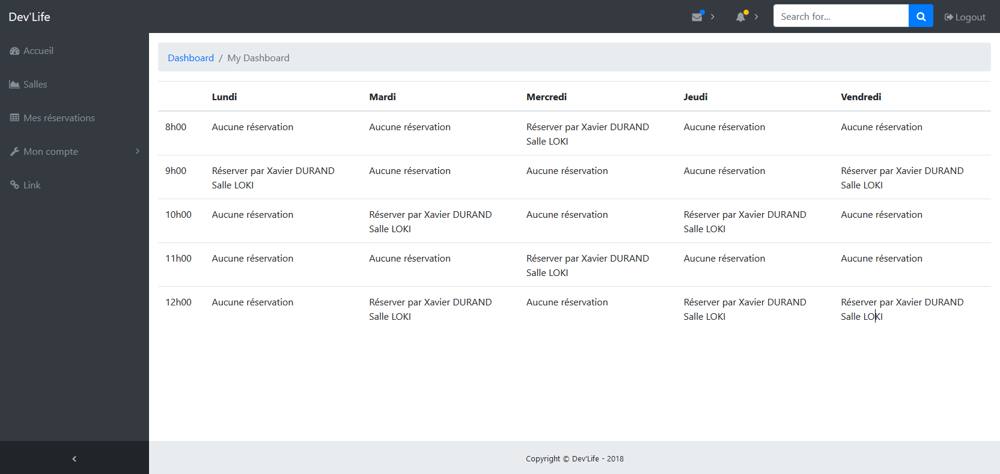 Dev'Life
Search for...
Logout
Accueil
Salles
Mes réservations
Mon compte
Link
Dashboard / My Dashboard
Lundi Mardi Mercredi Jeudi Vendredi
8h00 Aucune réservation Aucune réservation Réserver par Xavier DURAND Aucune réservation Aucune réservation
Salle LOKI
9h00 Réserver par Xavier DURAND Aucune réservation Aucune réservation Aucune réservation Réserver par Xavier DURAND
Salle LOKI Salle LOKI
10h00 Aucune réservation Réserver par Xavier DURAND Aucune réservation Réserver par Xavier DURAND Aucune réservation
Salle LOKI Salle LOKI
11h00 Aucune réservation Aucune réservation Réserver par Xavier DURAND Aucune réservation Aucune réservation
Salle LOKI
12h00 Aucune réservation Réserver par Xavier DURAND Aucune réservation Réserver par Xavier DURAND Réserver par Xavier DURAND
Salle LOKI Salle LOKI Salle LOKI
Copyright © Dev'Life - 2018